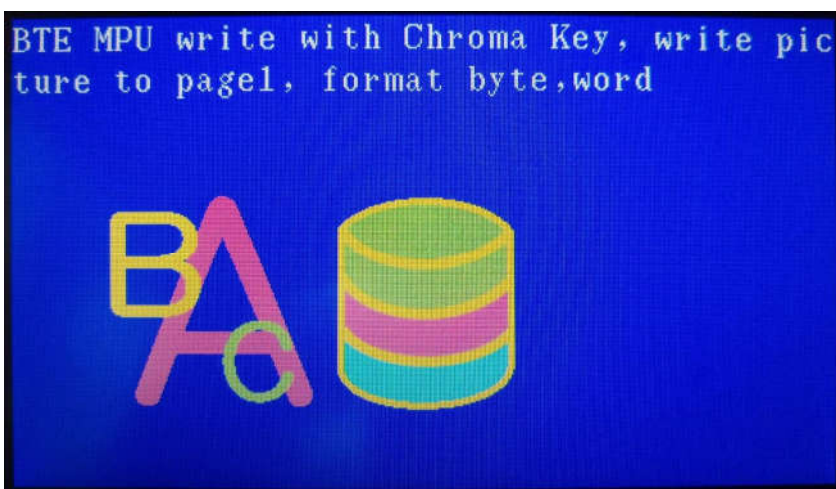 BTE MPU write with Chroma Key, write pic
ture to page1, format byte,word
B
A
C